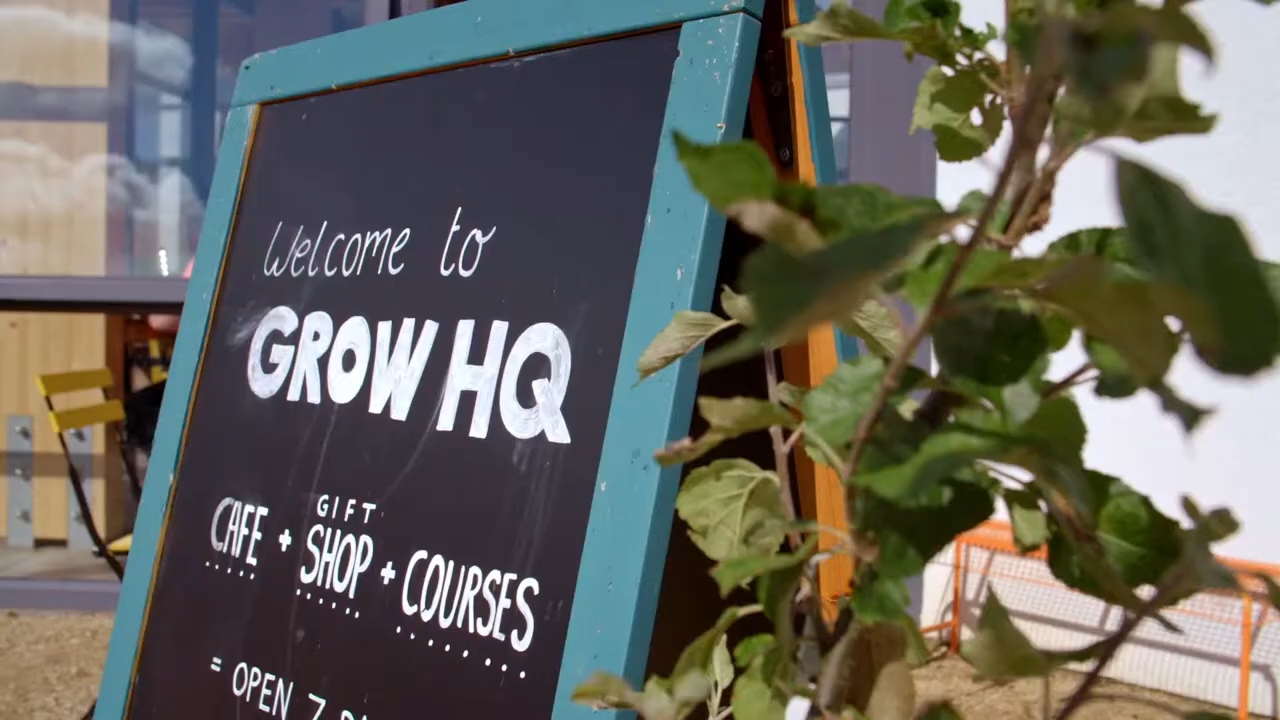 Welcome to
GROW HQ
GIFT
CAFE + SHOP + COURSES
= OPEN 7